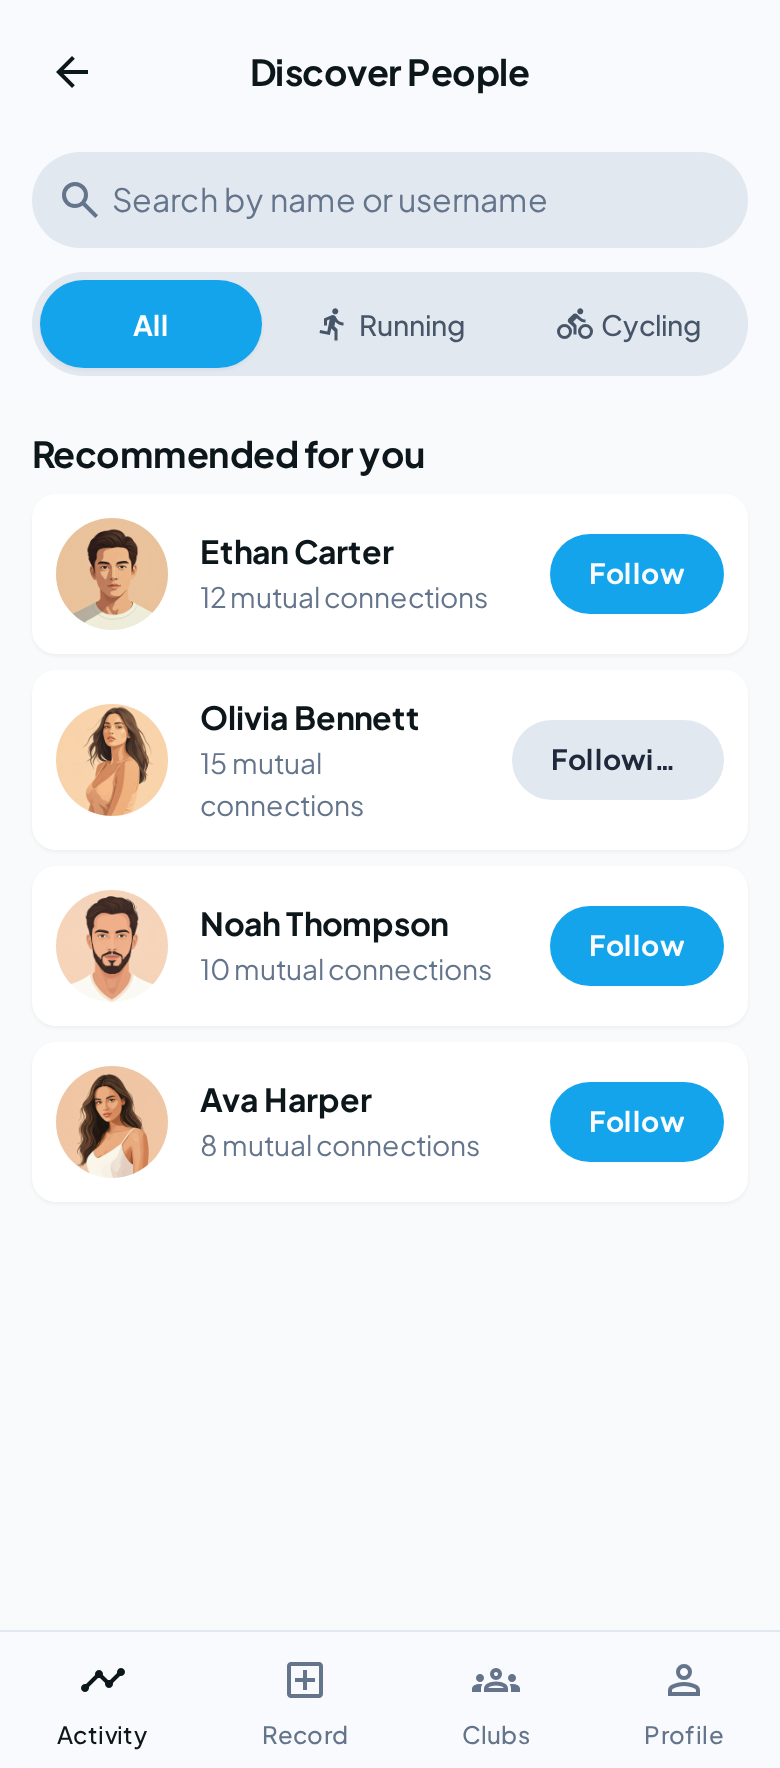 Discover People
Search by name or username
All
Running
Cycling
Recommended for you
Ethan Carter
12 mutual connections
Follow
Olivia Bennett
15 mutual
connections
Followi...
Noah Thompson
10 mutual connections
Follow
Ava Harper
8 mutual connections
Follow
Activity
Record
Clubs
Profile